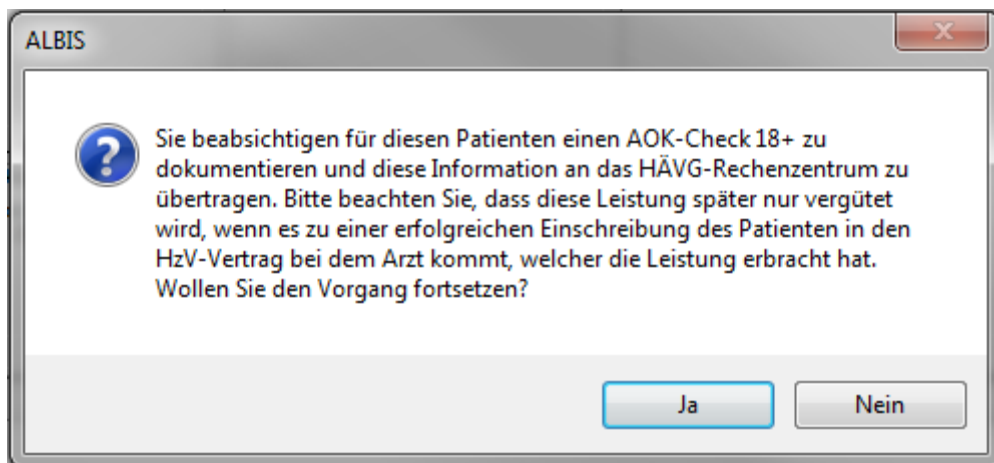 ALBIS
Sie beabsichtigen für diesen Patienten einen AOK-Check 18+ zu
dokumentieren und diese Information an das HÄVG-Rechenzentrum zu
übertragen. Bitte beachten Sie, dass diese Leistung später nur vergütet
wird, wenn es zu einer erfolgreichen Einschreibung des Patienten in den
HzV-Vertrag bei dem Arzt kommt, welcher die Leistung erbracht hat.
Wollen Sie den Vorgang fortsetzen?
Ja
Nein